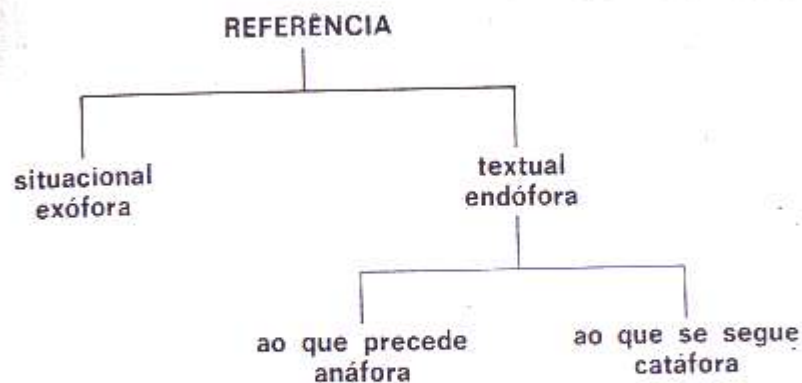 REFERÊNCIA
situacional
exófora
textual
endófora
ao que precede
anáfora
ao que se segue
catáfora